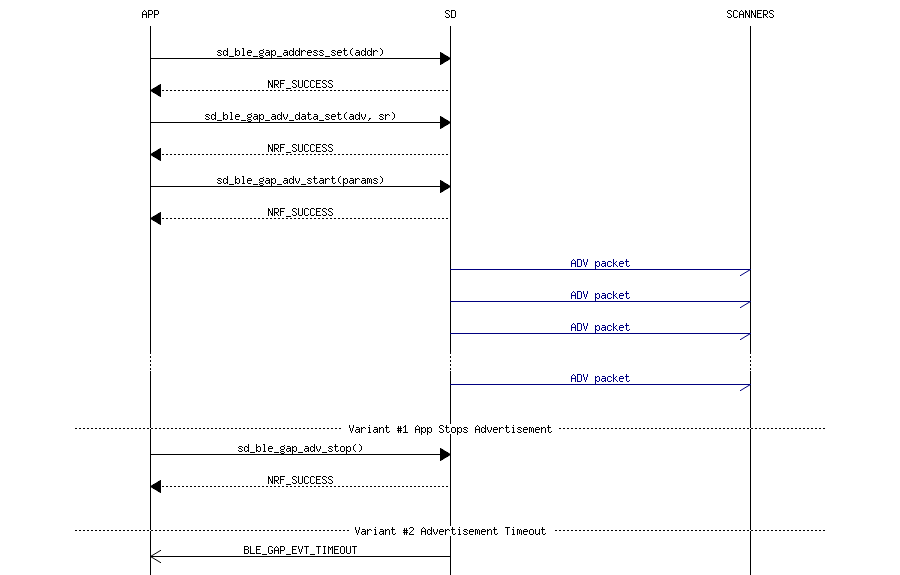 APP SD SCANNERS
sd_ble_gap_address_set(addr)
NRF_SUCCESS
sd_ble_gap_adv_data_set(adv, sr)
NRF_SUCCESS
sd_ble_gap_adv_start(params)
NRF_SUCCESS
ADV packet
ADV packet
ADV packet
ADV packet
Variant #1 App Stops Advertisement
sd_ble_gap_adv_stop()
NRF_SUCCESS
Variant #2 Advertisement Timeout
BLE_GAP_EVT_TIMEOUT